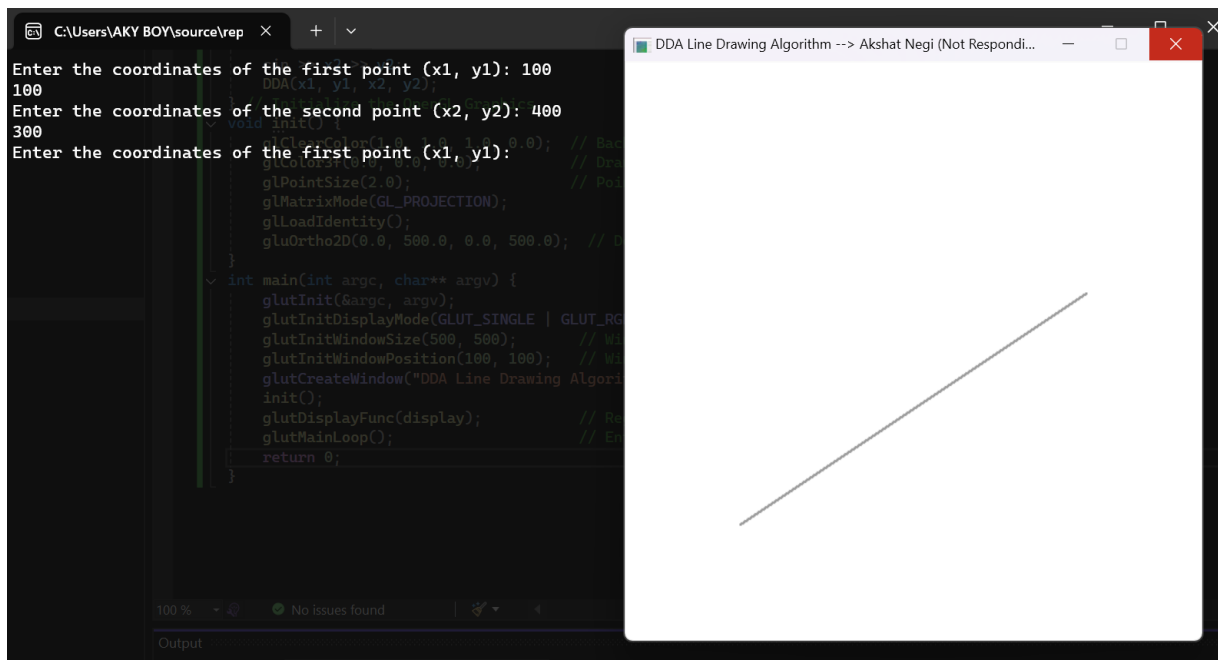 C:\Users\AKY BOY\source\rep
Enter the coordinates of the first point (x1, y1): 100
100
Enter the coordinates of the second point (x2, y2): 400
300
Enter the coordinates of the first point (x1, y1):
DDA(x1, y1, x2, y2);
} // Initialize the OpenGL Graphics
void init() {
glClearColor(1.0, 1.0, 1.0, 0.0); // Bac
glColor3f(0.0, 0.0, 0.0); // Dra
glPointSize(2.0); // Poi
glMatrixMode(GL_PROJECTION);
glLoadIdentity();
gluOrtho2D(0.0, 500.0, 0.0, 500.0); // D
}
int main(int argc, char** argv) {
glutInit(&argc, argv);
glutInitDisplayMode(GLUT_SINGLE | GLUT_RG
glutInitWindowSize(500, 500); // Wi
glutInitWindowPosition(100, 100); // Wi
glutCreateWindow("DDA Line Drawing Algori
init();
glutDisplayFunc(display); // Re
glutMainLoop(); // En
return 0;
}
100 %
No issues found
Output
DDA Line Drawing Algorithm --> Akshat Negi (Not Respondi...